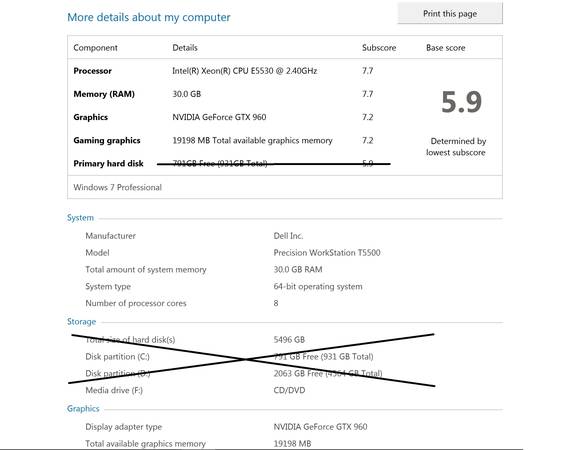 More details about my computer
Print this page
Component Details Subscore Base score
Processor Intel(R) Xeon(R) CPU E5530 @ 2.40GHz 7.7
Memory (RAM) 30.0 GB 7.7
5.9
Graphics NVIDIA GeForce GTX 960 7.2
Gaming graphics 19198 MB Total available graphics memory 7.2
Determined by
lowest subscore
Primary hard disk 791GB Free (931GB Total) 5.9
Windows 7 Professional
System
Manufacturer Dell Inc.
Model Precision WorkStation T5500
Total amount of system memory 30.0 GB RAM
System type 64-bit operating system
Number of processor cores 8
Storage
Total size of hard disk(s) 5496 GB
Disk partition (C:) 791 GB Free (931 GB Total)
Disk partition (D:) 2063 GB Free (4564 GB Total)
Media drive (F:) CD/DVD
Graphics
Display adapter type NVIDIA GeForce GTX 960
Total available graphics memory 19198 MB